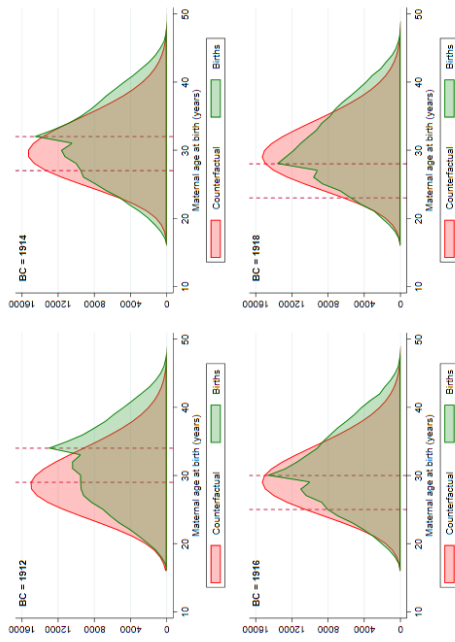 BC = 1912
16000
12000
8000
4000
0
10 20 30 40 50
Maternal age at birth (years)
Counterfactual Births
BC = 1914
16000
12000
8000
4000
0
10 20 30 40 50
Maternal age at birth (years)
Counterfactual Births
BC = 1916
16000
12000
8000
4000
0
10 20 30 40 50
Maternal age at birth (years)
Counterfactual Births
BC = 1918
16000
12000
8000
4000
0
10 20 30 40 50
Maternal age at birth (years)
Counterfactual Births